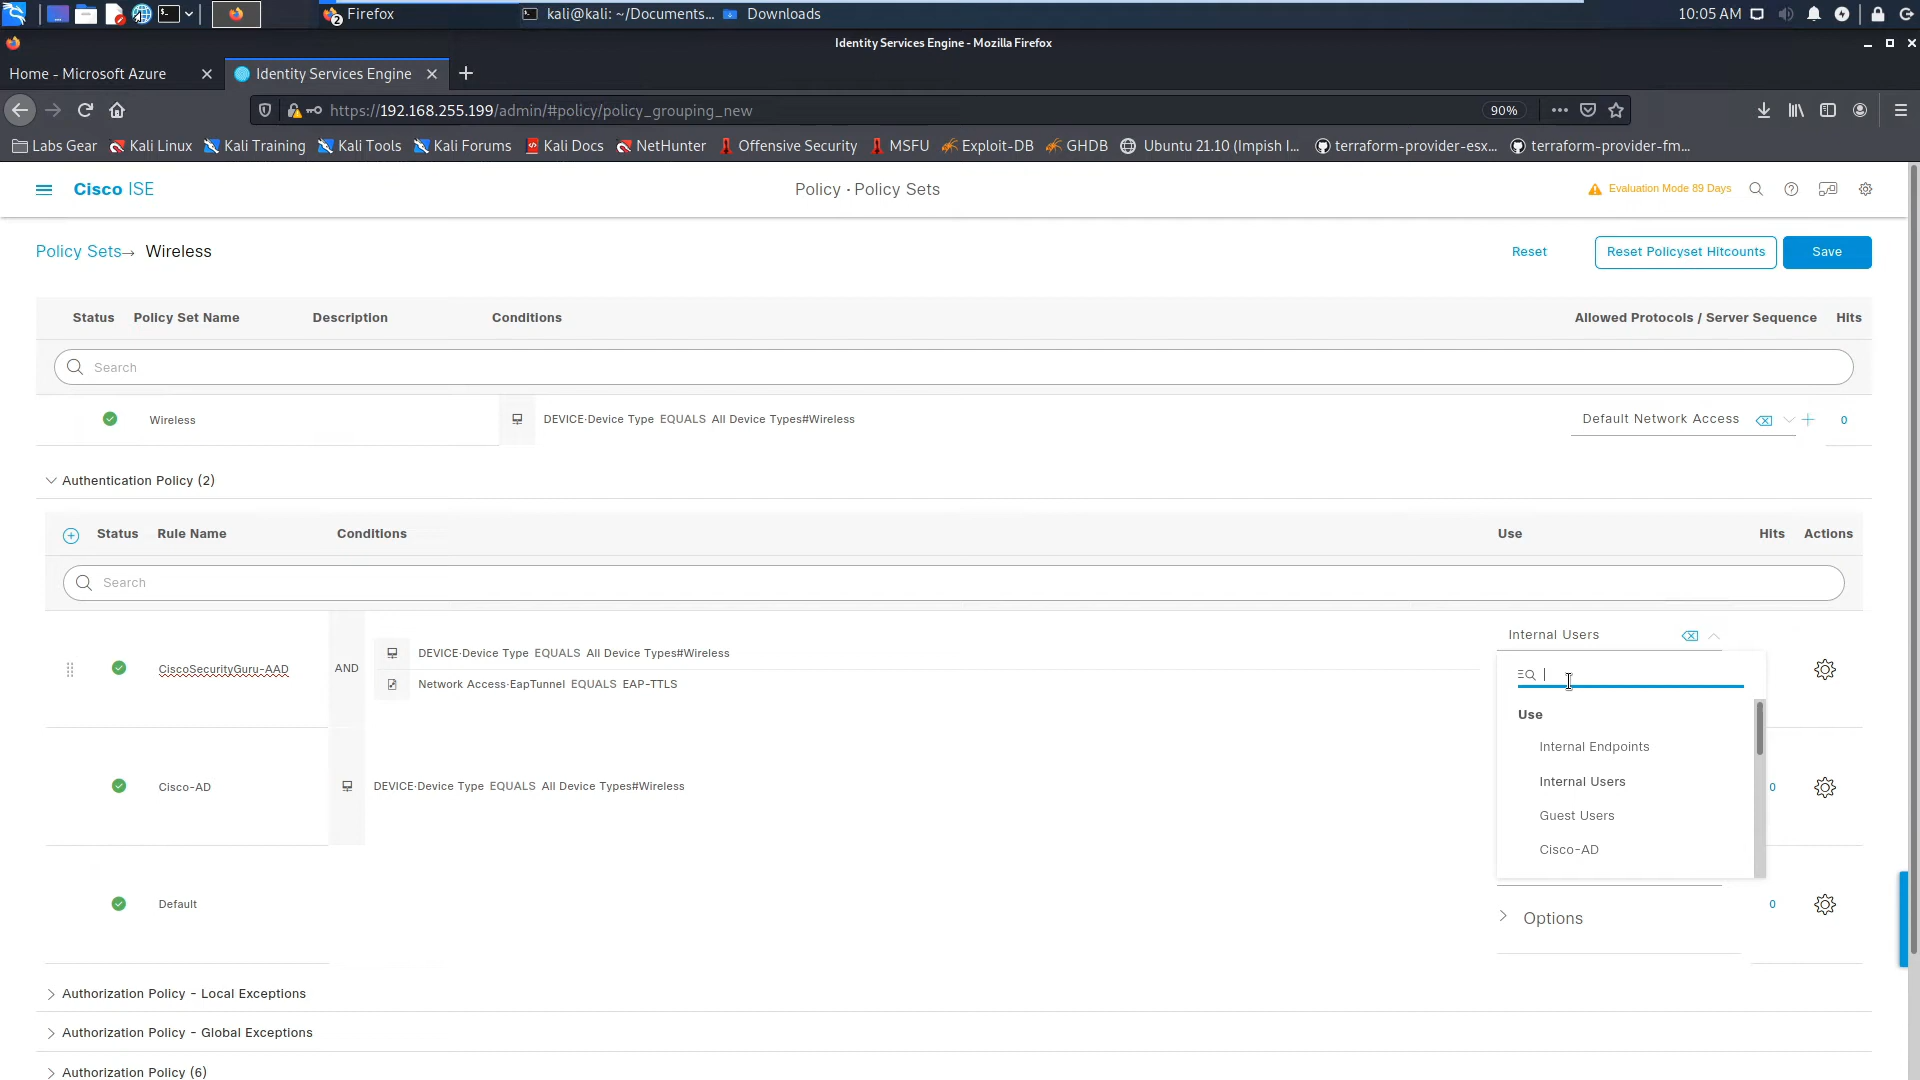 Firefox
2
kali@kali: ~/Documents...
Downloads
10:05 AM
Identity Services Engine - Mozilla Firefox
Home - Microsoft Azure
Identity Services Engine
https://192.168.255.199/admin/#policy/policy_grouping_new
90%
Labs Gear
Kali Linux
Kali Training
Kali Tools
Kali Forums
Kali Docs
NetHunter
Offensive Security
MSFU
Exploit-DB
GHDB
Ubuntu 21.10 (Impish I...
terraform-provider-esx...
terraform-provider-fm...
Cisco ISE
Policy · Policy Sets
Evaluation Mode 89 Days
Policy Sets→ Wireless
Reset
Reset Policyset Hitcounts
Save
Status
Policy Set Name
Description
Conditions
Allowed Protocols / Server Sequence
Hits
Search
Wireless
DEVICE·Device Type EQUALS All Device Types#Wireless
Default Network Access
0
Authentication Policy (2)
Status
Rule Name
Conditions
Use
Hits
Actions
Search
CiscoSecurityGuru-AAD
AND
DEVICE·Device Type EQUALS All Device Types#Wireless
Network Access·EapTunnel EQUALS EAP-TTLS
Internal Users
Use
Internal Endpoints
Internal Users
Guest Users
Cisco-AD
Cisco-AD
DEVICE·Device Type EQUALS All Device Types#Wireless
0
Default
0
Options
Authorization Policy - Local Exceptions
Authorization Policy - Global Exceptions
Authorization Policy (6)